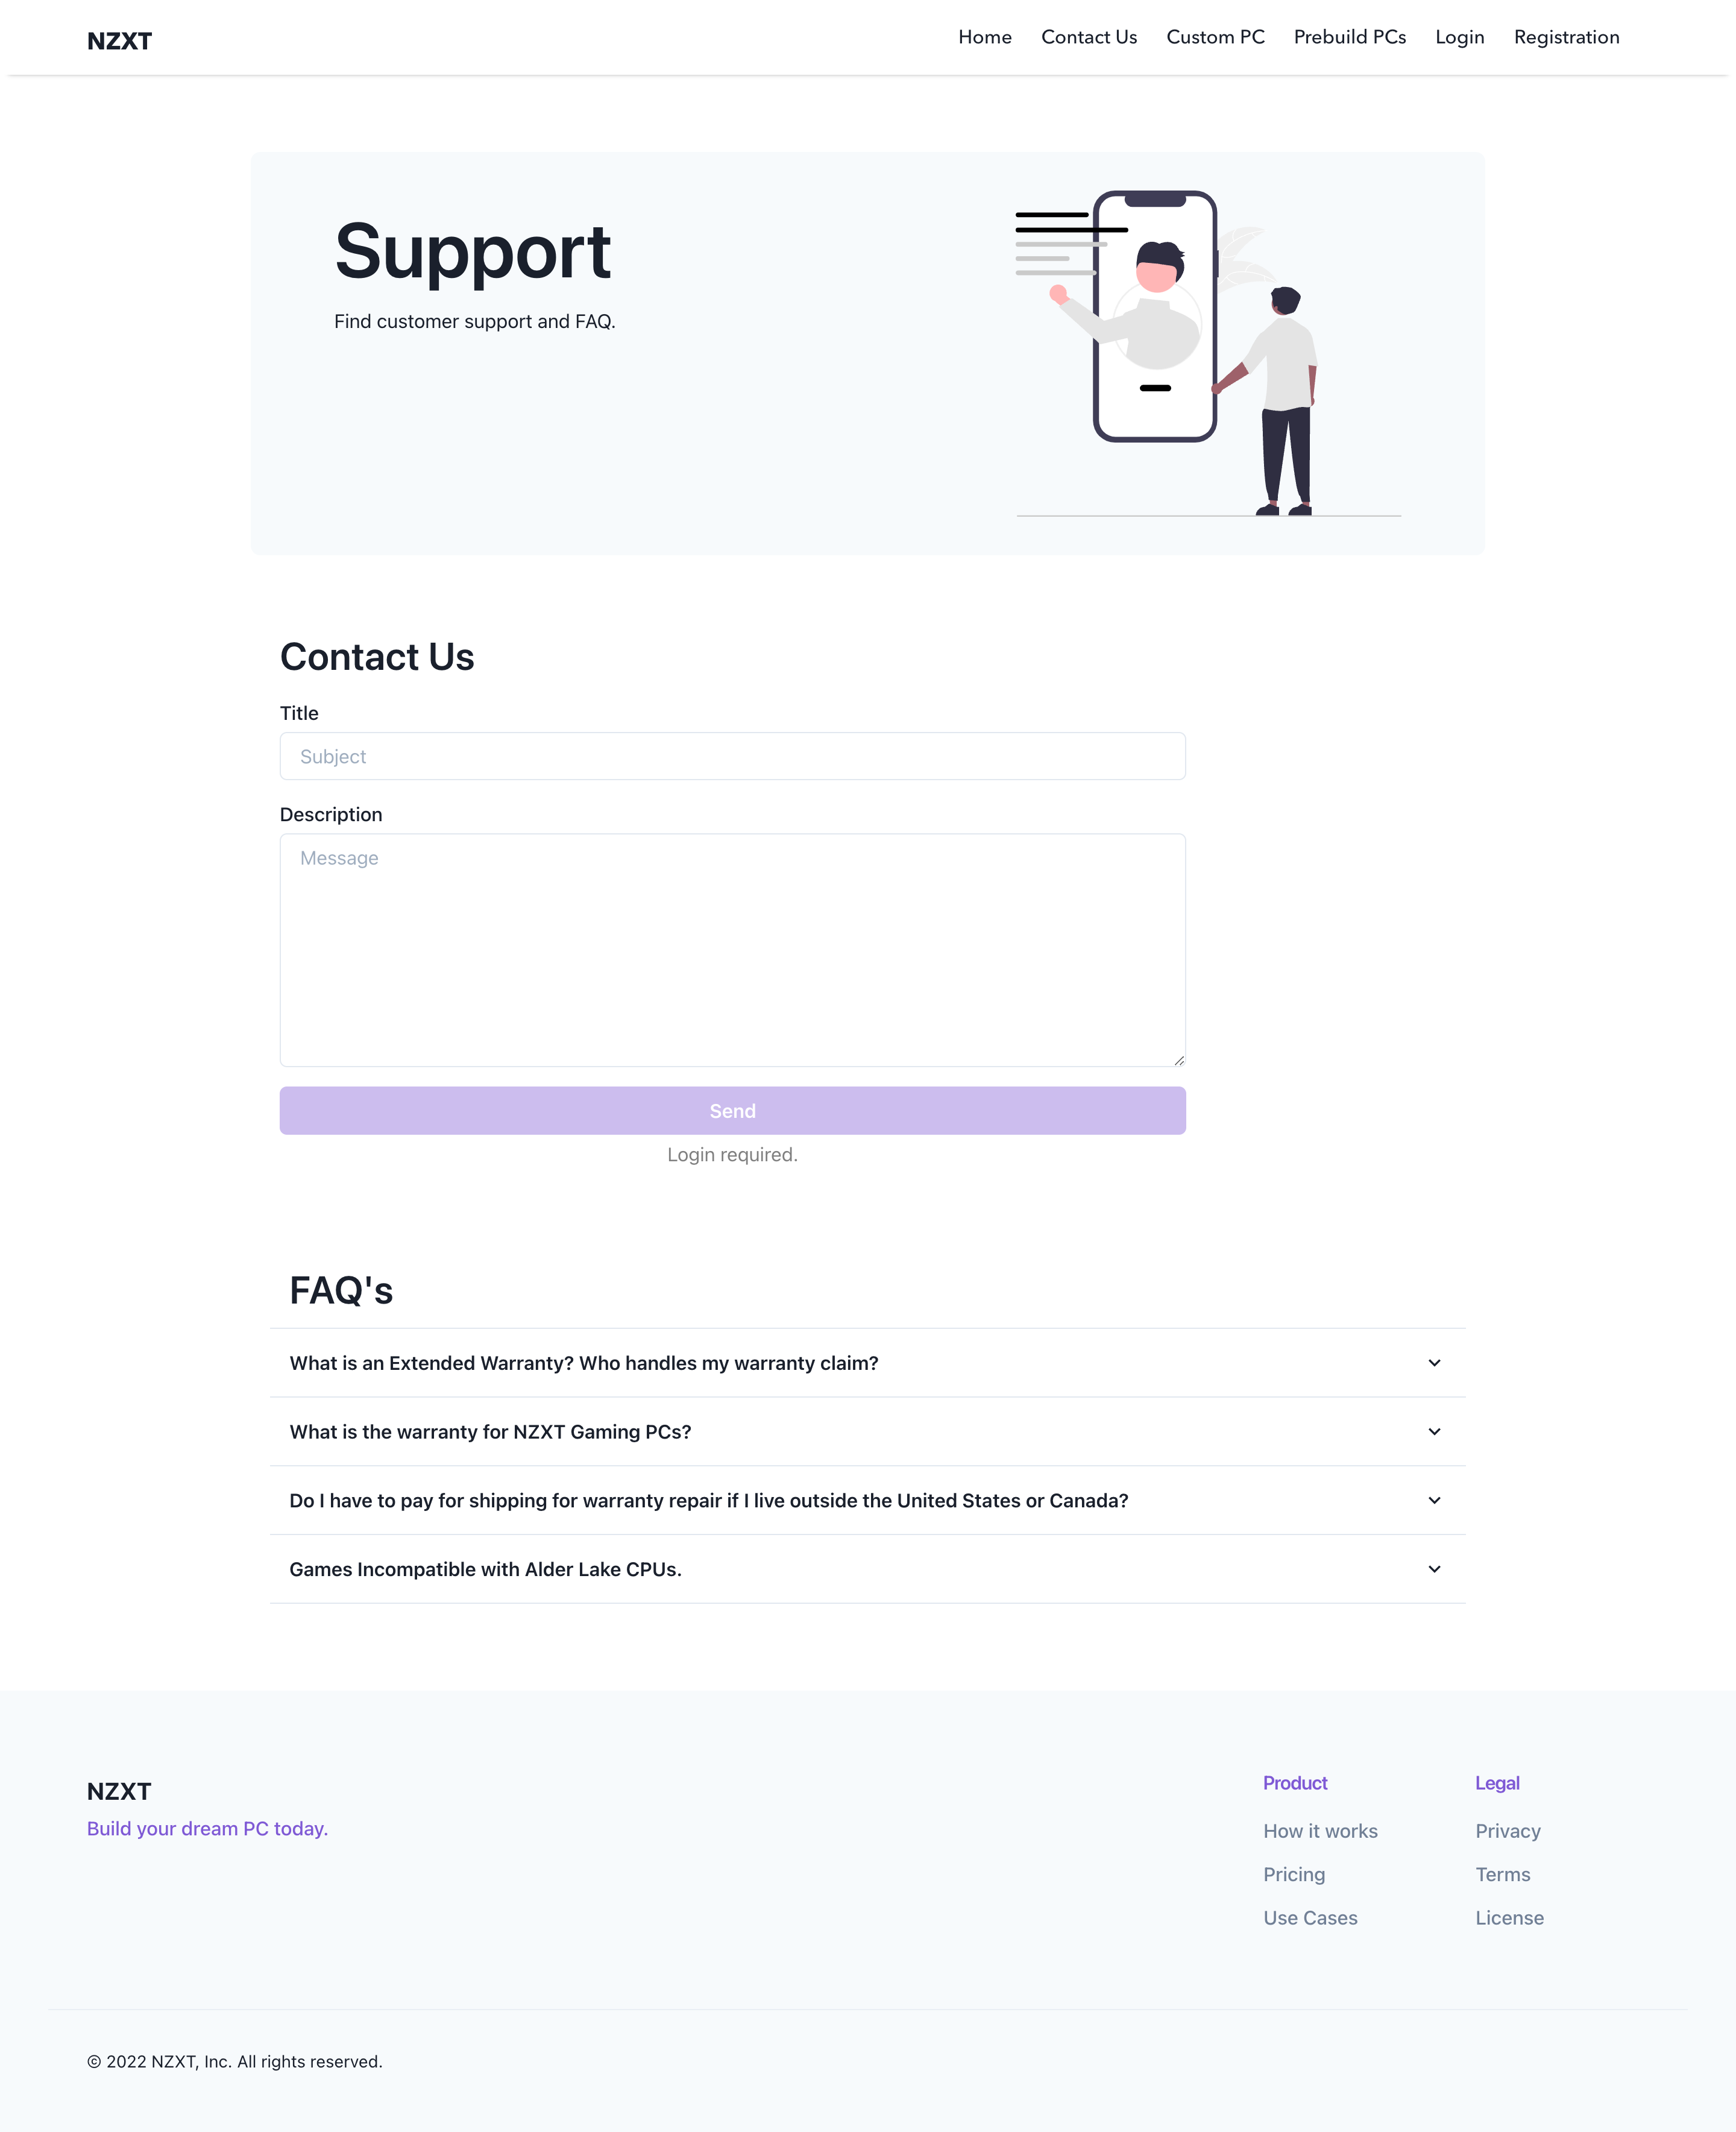 NZXT
Home Contact Us Custom PC Prebuild PCs Login Registration
Support
Find customer support and FAQ.
Contact Us
Title
Subject
Description
Message
Send
Login required.
FAQ's
What is an Extended Warranty? Who handles my warranty claim?
What is the warranty for NZXT Gaming PCs?
Do I have to pay for shipping for warranty repair if I live outside the United States or Canada?
Games Incompatible with Alder Lake CPUs.
NZXT
Build your dream PC today.
Product
How it works
Pricing
Use Cases
Legal
Privacy
Terms
License
© 2022 NZXT, Inc. All rights reserved.